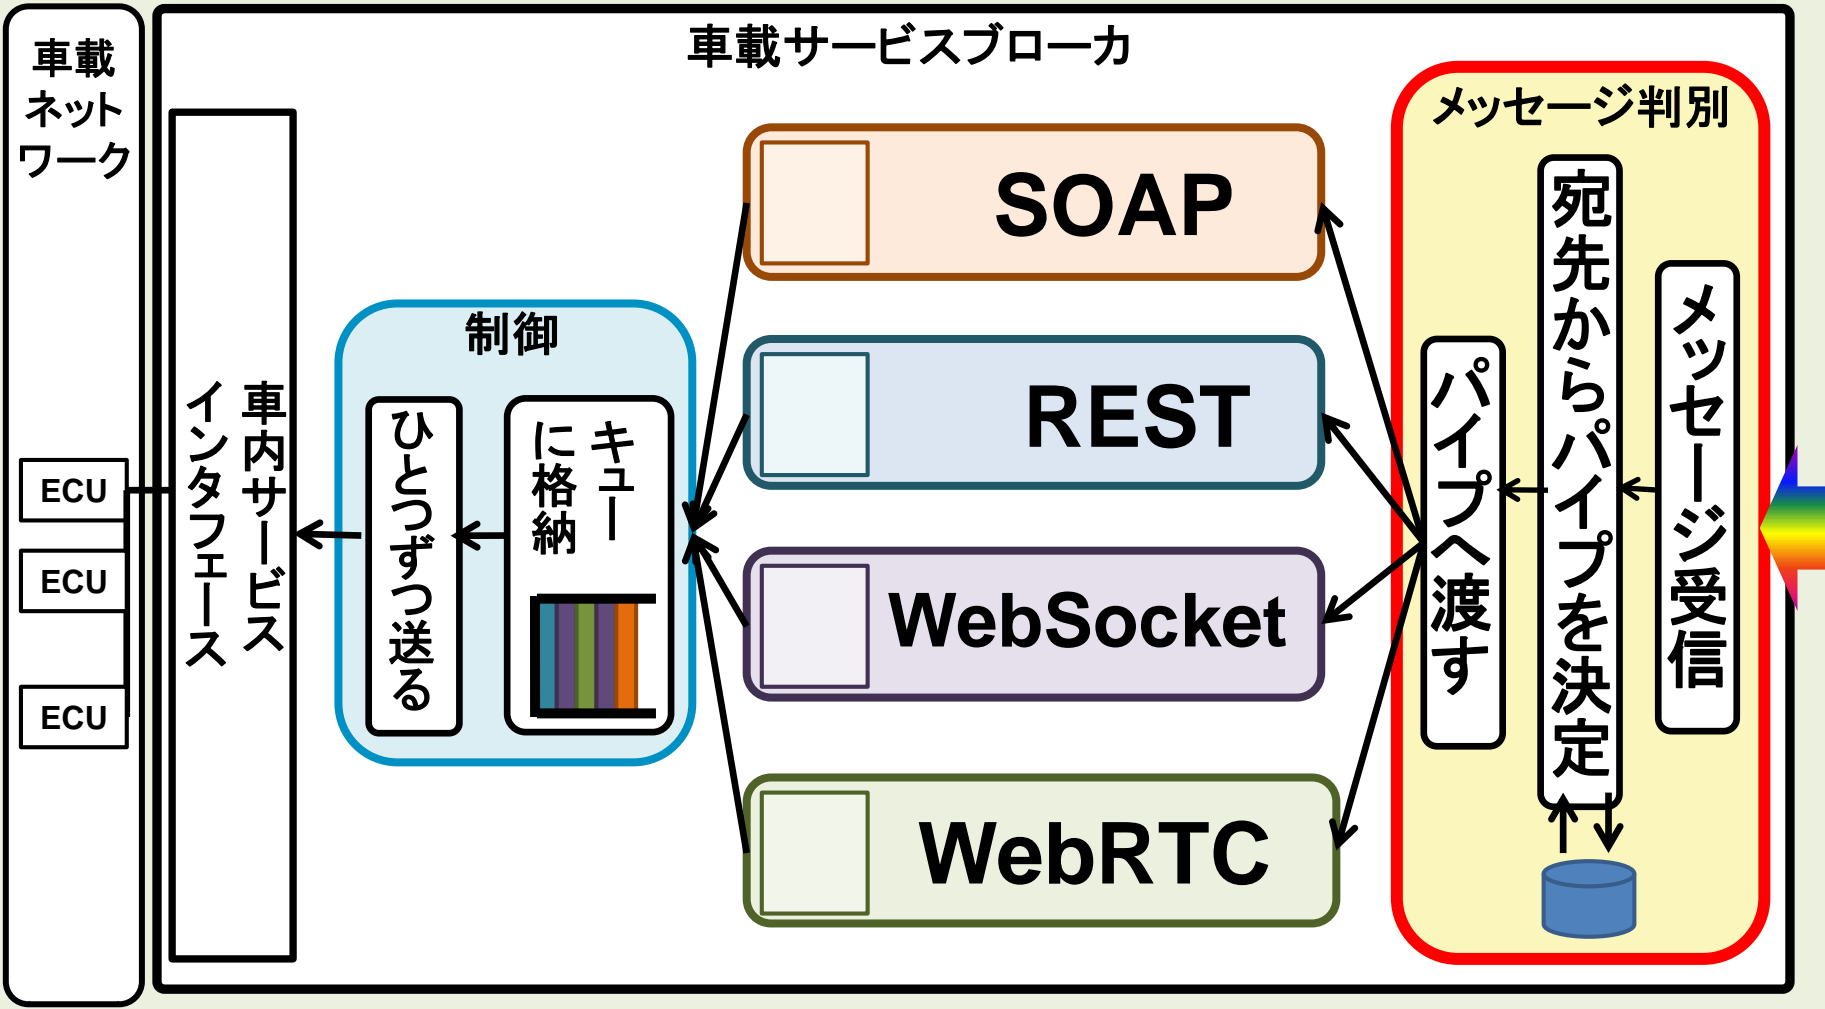 車載
ネット
ワーク
ECU
ECU
ECU
車載サービスブローカ
車内サービス
インタフェース
制御
キュー
に格納
ひとつずつ送る
SOAP
REST
WebSocket
WebRTC
メッセージ判別
メッセージ受信
宛先からパイプを決定
パイプへ渡す